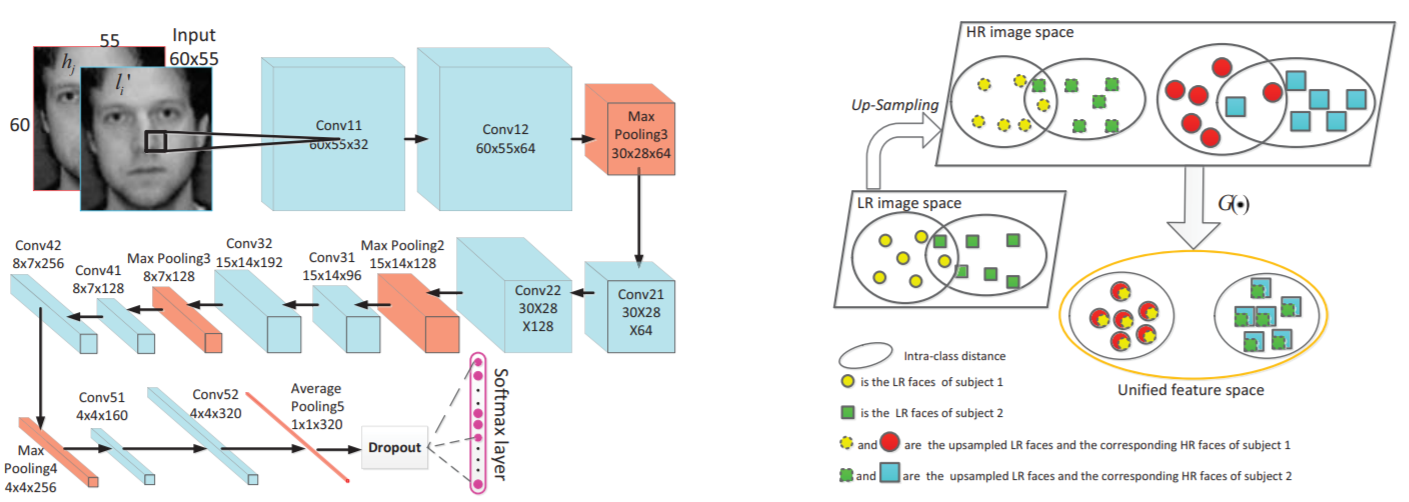 55
Input
60x55
h_j
l_i'
60
Conv11
60x55x32
Conv12
60x55x64
Max
Pooling3
30x28x64
Conv42
8x7x256
Conv41
8x7x128
Max Pooling3
8x7x128
Conv32
15x14x192
Conv31
15x14x96
Max Pooling2
15x14x128
Conv22
30X28
X128
Conv21
30X28
X64
Max
Pooling4
4x4x256
Conv51
4x4x160
Conv52
4x4x320
Average
Pooling5
1x1x320
Dropout
Softmax layer
HR image space
Up-Sampling
LR image space
G(•)
Unified feature space
Intra-class distance
is the LR faces of subject 1
is the LR faces of subject 2
and are the upsampled LR faces and the corresponding HR faces of subject 1
and are the upsampled LR faces and the corresponding HR faces of subject 2